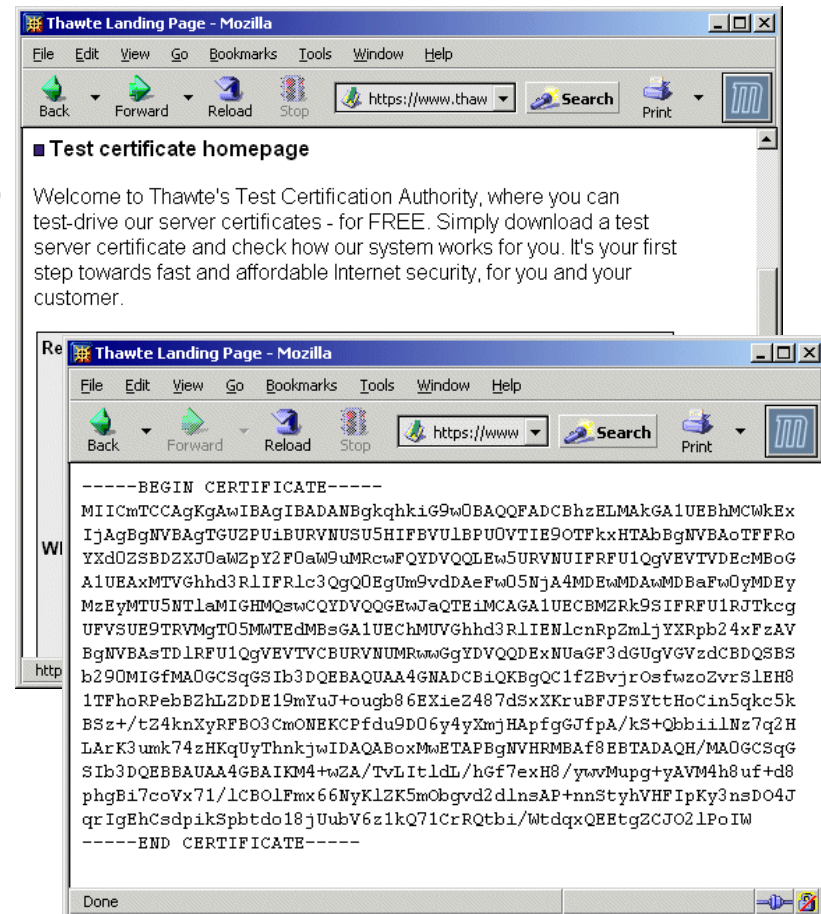 Thawte Landing Page - Mozilla
File Edit View Go Bookmarks Tools Window Help
Back Forward Reload Stop https://www.thaw Search Print
Test certificate homepage
Welcome to Thawte's Test Certification Authority, where you can
test-drive our server certificates - for FREE. Simply download a test
server certificate and check how our system works for you. It's your first
step towards fast and affordable Internet security, for you and your
customer.
Re
Thawte Landing Page - Mozilla
File Edit View Go Bookmarks Tools Window Help
Back Forward Reload Stop https://www Search Print
-----BEGIN CERTIFICATE-----
MIICmTCCAgKgAwIBAgIBADANBgkqhkiG9w0BAQQFADCBhzELMAkGA1UEBhMCWkEx
IjAgBgNVBAgTGUZPUiBURVNUSU5HIFBVUlBPU0VTIE9OTFkxHTAbBgNVBAoTFFRo
YXd0ZSBDZXJ0aWZpY2F0aW9uMRcwFQYDVQQLEw5URVNUIFRFU1QgVEVTVDEcMBoG
A1UEAxMTVGhhd3RlIFRlc3QgQ0EgUm9vdDAeFw05NjA4MDEwMDAwMDBaFw0yMDEy
MzEyMTU5NTlaMIGHMQswCQYDVQQGEwJaQTEiMCAGA1UECBMZRk9SIFRFU1RJTkcg
UFVSUE9TRVMgT05MWTEdMBsGA1UEChMUVGhhd3RlIENlcnRpZmljYXRpb24xFzAV
BgNVBAsTDlRFU1QgVEVTVCBURVNUMRwwGgYDVQQDExNUaGF3dGUgVGVzdCBDQSBS
b290MIGfMA0GCSqGSIb3DQEBAQUAA4GNADCBiQKBgQC1fZBvjrOsfwzoZvrSlEH8
1TFhoRPebBZhLZDDE19mYuJ+ougb86EXieZ487dSxXKruBFJPSYttHoCin5qkc5k
BSz+/tZ4knXyRFBO3CmONEKCPfdu9D06y4yXmjHApfgGJfpA/kS+QbbiilNz7q2H
LArK3umk74zHKqUyThnkjwIDAQABoxMwETAPBgNVHRMBAf8EBTADAQH/MA0GCSqG
SIb3DQEBBAUAA4GBAIKM4+wZA/TvLItldL/hGf7exH8/ywvMupg+yAVM4h8uf+d8
phgBi7coVx71/lCBOlFmx66NyKlZK5mObgvd2dlnsAP+nnStyhVHFIpKy3nsDO4J
qrIgEhCsdpikSpbtdo18jUubV6z1kQ71CrRQtbi/WtdqxQEEtgZCJO2lPoIW
-----END CERTIFICATE-----
http
Done